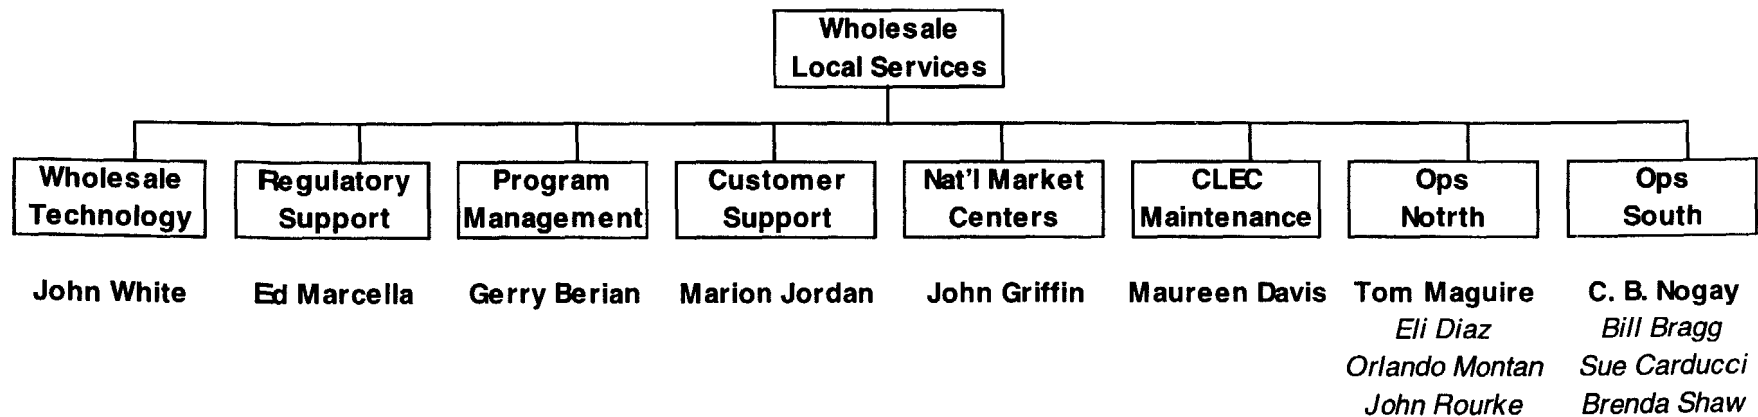 Wholesale
Local Services
Wholesale
Technology
Regulatory
Support
Program
Management
Customer
Support
Nat'l Market
Centers
CLEC
Maintenance
Ops
Notrth
Ops
South
John White
Ed Marcella
Gerry Berian
Marion Jordan
John Griffin
Maureen Davis
Tom Maguire
Eli Diaz
Orlando Montan
John Rourke
C. B. Nogay
Bill Bragg
Sue Carducci
Brenda Shaw